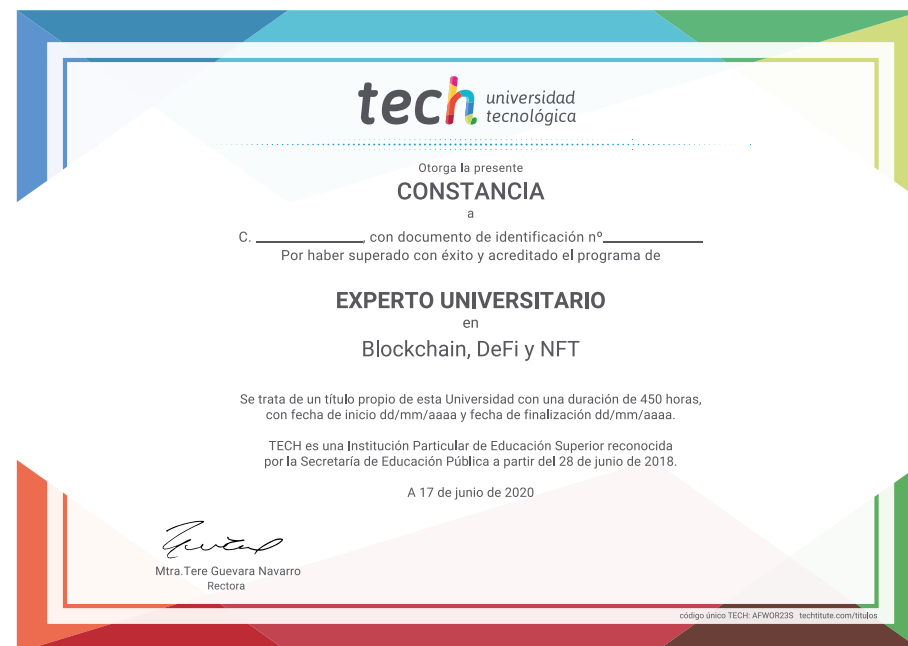 tech universidad
tecnológica
Otorga la presente
CONSTANCIA
a
C. ____________, con documento de identificación nº____________
Por haber superado con éxito y acreditado el programa de
EXPERTO UNIVERSITARIO
en
Blockchain, DeFi y NFT
Se trata de un título propio de esta Universidad con una duración de 450 horas,
con fecha de inicio dd/mm/aaaa y fecha de finalización dd/mm/aaaa.
TECH es una Institución Particular de Educación Superior reconocida
por la Secretaría de Educación Pública a partir del 28 de junio de 2018.
A 17 de junio de 2020
Mtra.Tere Guevara Navarro
Rectora
código único TECH: AFWOR23S techtitute.com/titulos